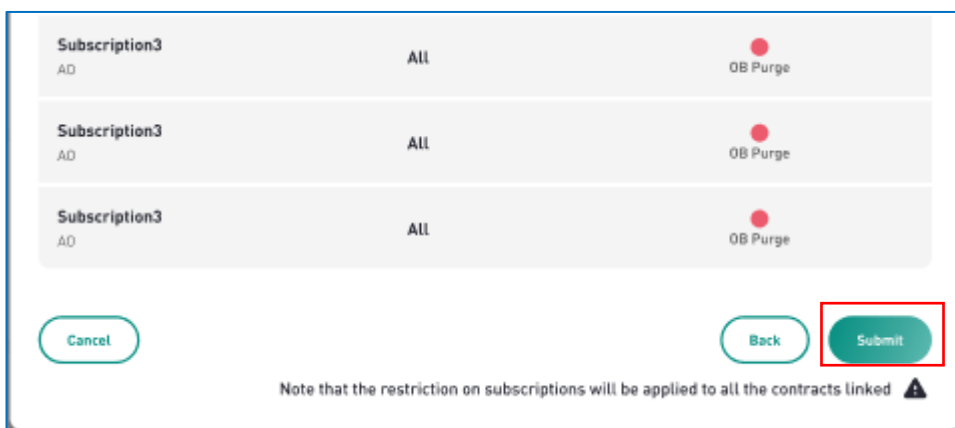 Subscription3
AO
All
OB Purge
Subscription3
AO
All
OB Purge
Subscription3
AO
All
OB Purge
Cancel
Back
Submit
Note that the restriction on subscriptions will be applied to all the contracts linked